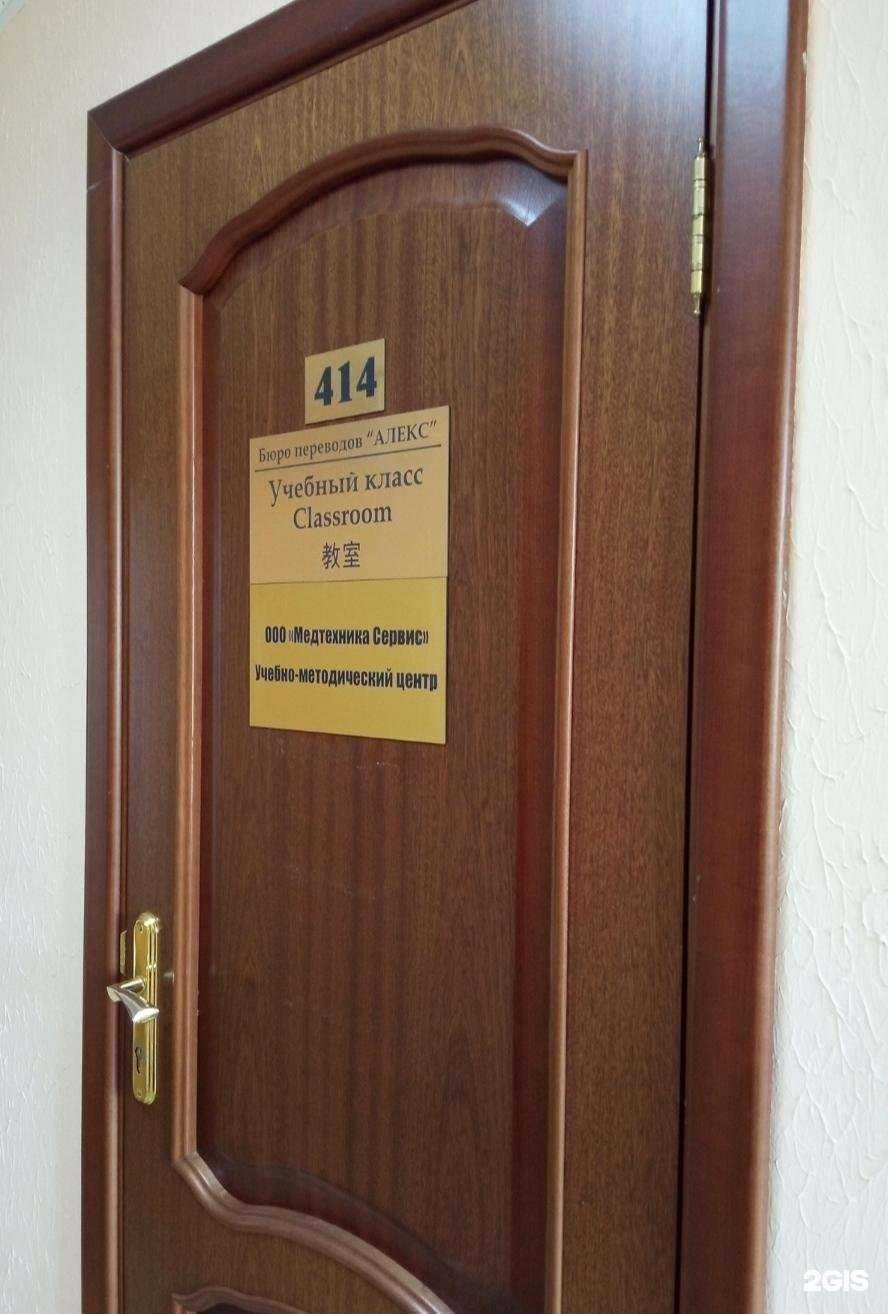 414
Бюро переводов “АЛЕКС”
Учебный класс
Classroom
教室
ООО «Медтехника Сервис»
Учебно-методический центр
2GIS